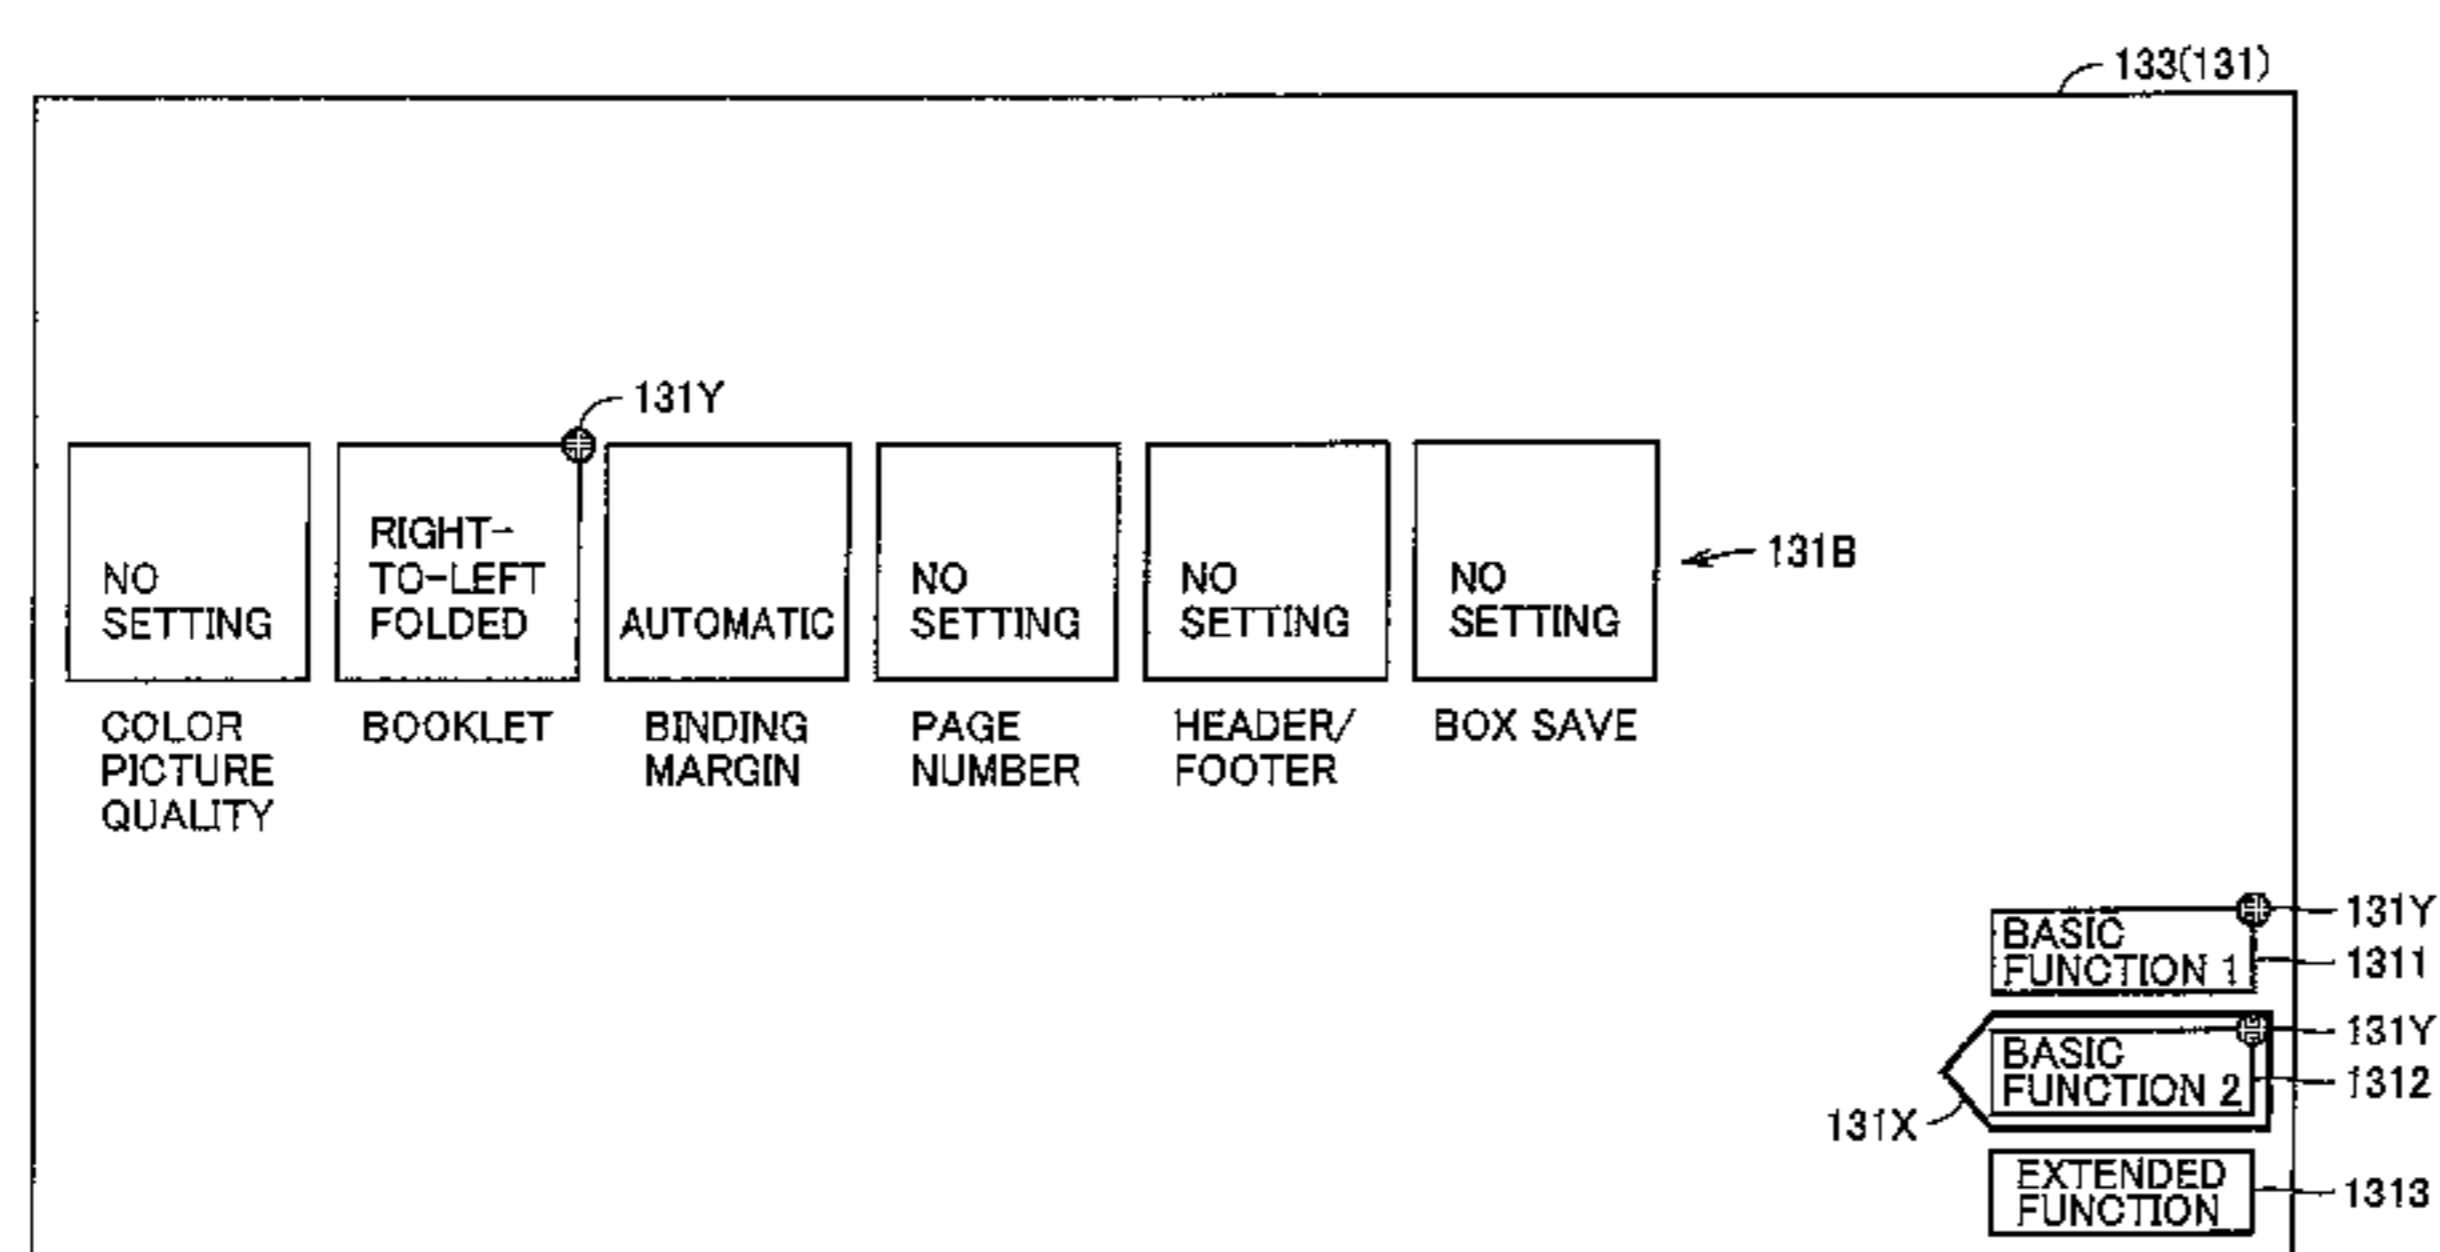 133(131)
131Y
NO
SETTING
RIGHT-
TO-LEFT
FOLDED
AUTOMATIC
NO
SETTING
NO
SETTING
NO
SETTING
131B
COLOR
PICTURE
QUALITY
BOOKLET
BINDING
MARGIN
PAGE
NUMBER
HEADER/
FOOTER
BOX SAVE
131Y
BASIC
FUNCTION 1
1311
131Y
BASIC
FUNCTION 2
1312
131X
EXTENDED
FUNCTION
1313